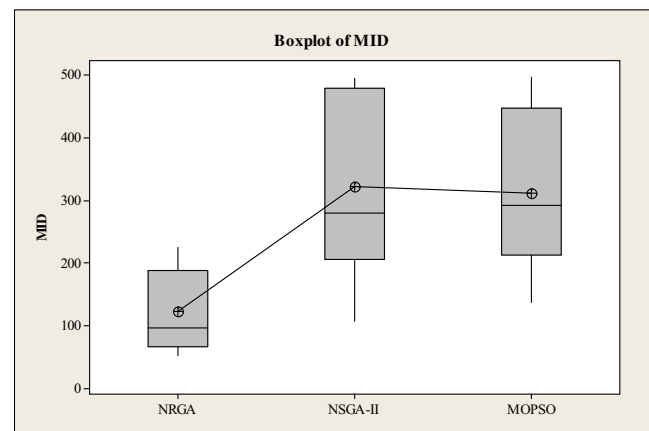 Boxplot of MID
500
400
300
200
100
0
MID
NRGA
NSGA-II
MOPSO